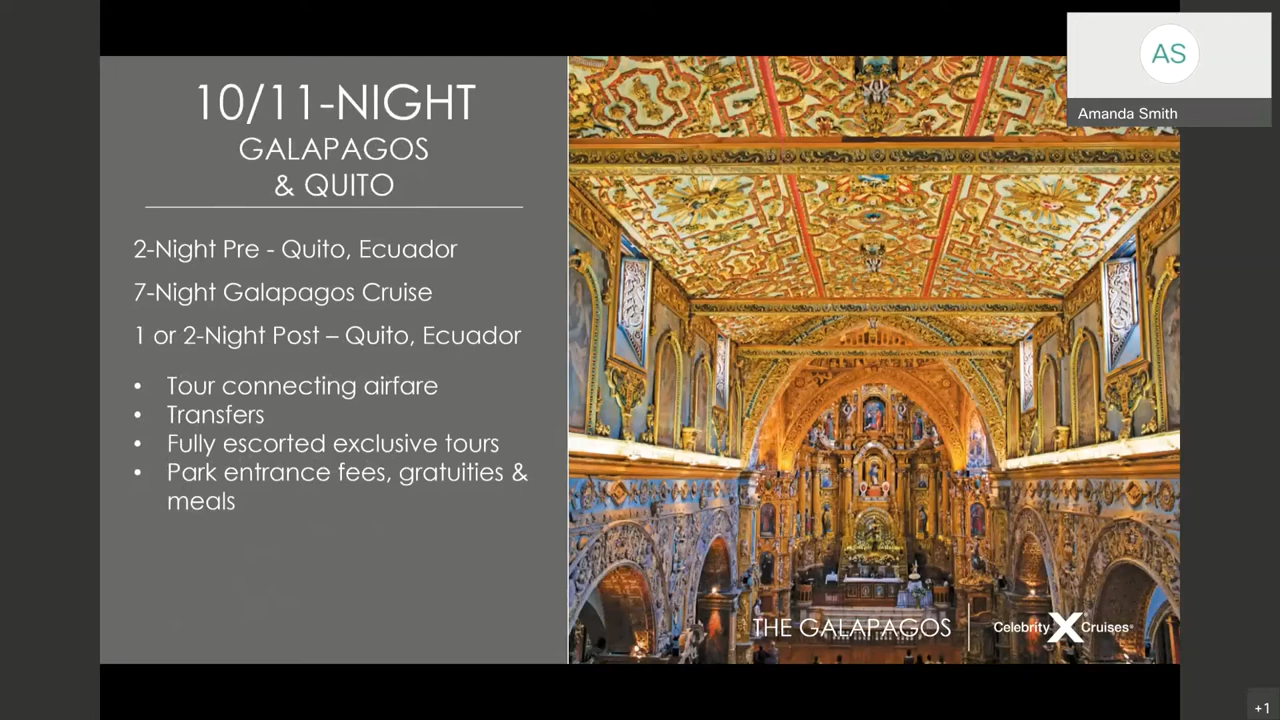 10/11-NIGHT
GALAPAGOS
& QUITO
2-Night Pre - Quito, Ecuador
7-Night Galapagos Cruise
1 or 2-Night Post – Quito, Ecuador
• Tour connecting airfare
• Transfers
• Fully escorted exclusive tours
• Park entrance fees, gratuities &
meals
AS
Amanda Smith
THE GALAPAGOS
Celebrity X Cruises®
+1